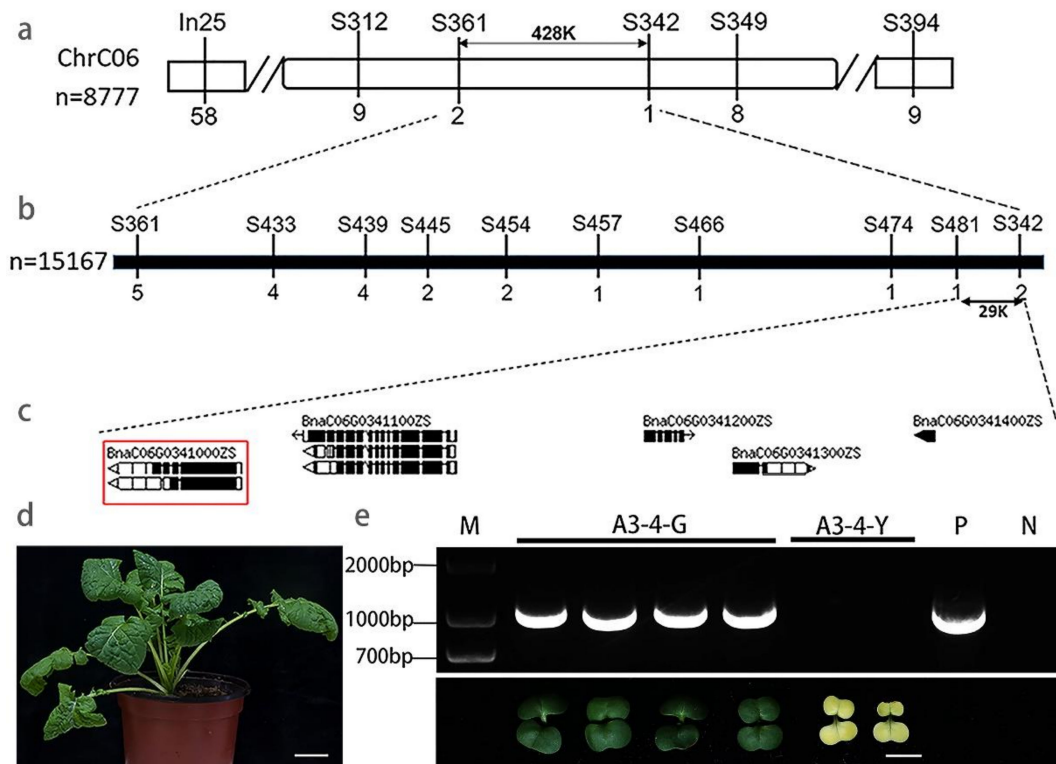 a
In25 S312 S361 S342 S349 S394
428K
ChrC06
n=8777
58 9 2 1 8 9
b
S361 S433 S439 S445 S454 S457 S466 S474 S481 S342
n=15167
5 4 4 2 2 1 1 1 1 2
29K
c
BnaC06G0341100ZS BnaC06G0341200ZS BnaC06G0341400ZS
BnaC06G0341000ZS BnaC06G0341300ZS
d
e
M A3-4-G A3-4-Y P N
2000bp
1000bp
700bp